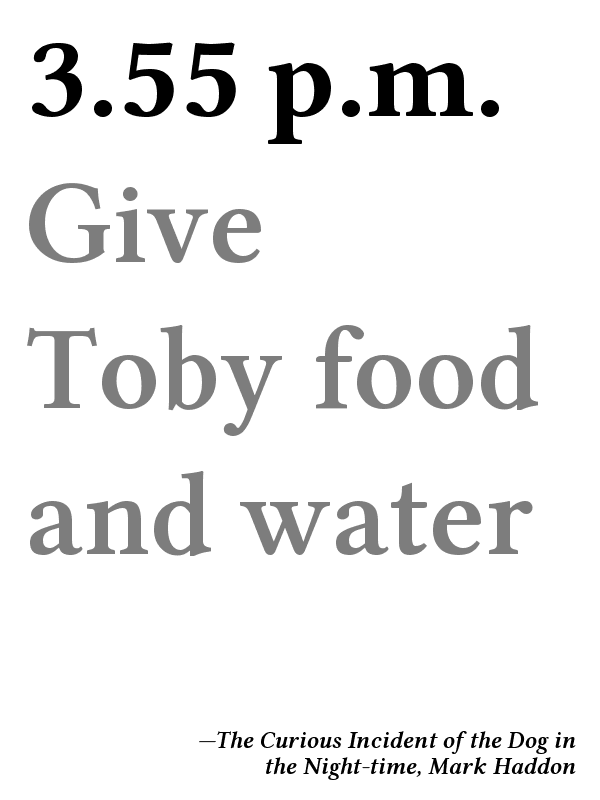 3.55 p.m.
Give
Toby food
and water
—The Curious Incident of the Dog in
the Night-time, Mark Haddon